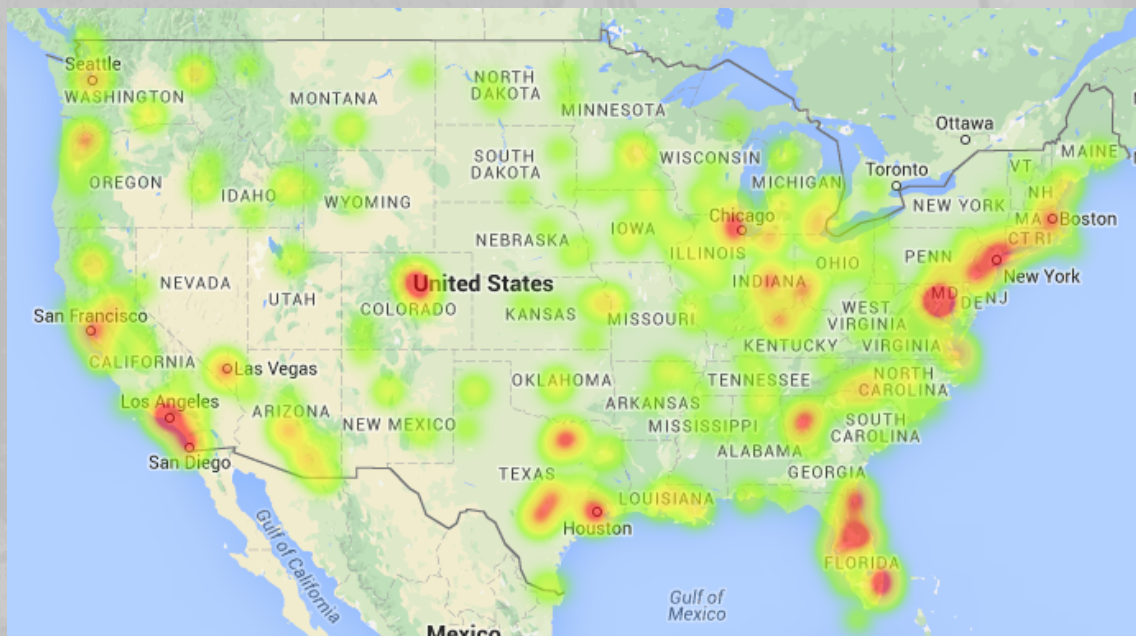 Seattle
WASHINGTON
MONTANA
NORTH
DAKOTA
MINNESOTA
Ottawa
MAINE
OREGON
IDAHO
WYOMING
SOUTH
DAKOTA
WISCONSIN
MICHIGAN
Toronto
VT
NH
NEW YORK
MA
Boston
CT RI
NEVADA
UTAH
United States
COLORADO
NEBRASKA
IOWA
Chicago
ILLINOIS
INDIANA
OHIO
PENN
New York
MD
DE
NJ
San Francisco
CALIFORNIA
KANSAS
MISSOURI
WEST
VIRGINIA
KENTUCKY
VIRGINIA
Las Vegas
Los Angeles
ARIZONA
NEW MEXICO
OKLAHOMA
ARKANSAS
TENNESSEE
NORTH
CAROLINA
MISSISSIPPI
SOUTH
CAROLINA
San Diego
TEXAS
ALABAMA
GEORGIA
LOUISIANA
Houston
FLORIDA
Gulf of California
Gulf of
Mexico
Mexico